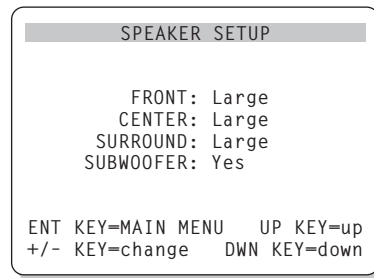 SPEAKER SETUP
FRONT: Large
CENTER: Large
SURROUND: Large
SUBWOOFER: Yes
ENT KEY=MAIN MENU UP KEY=up
+/- KEY=change DWN KEY=down